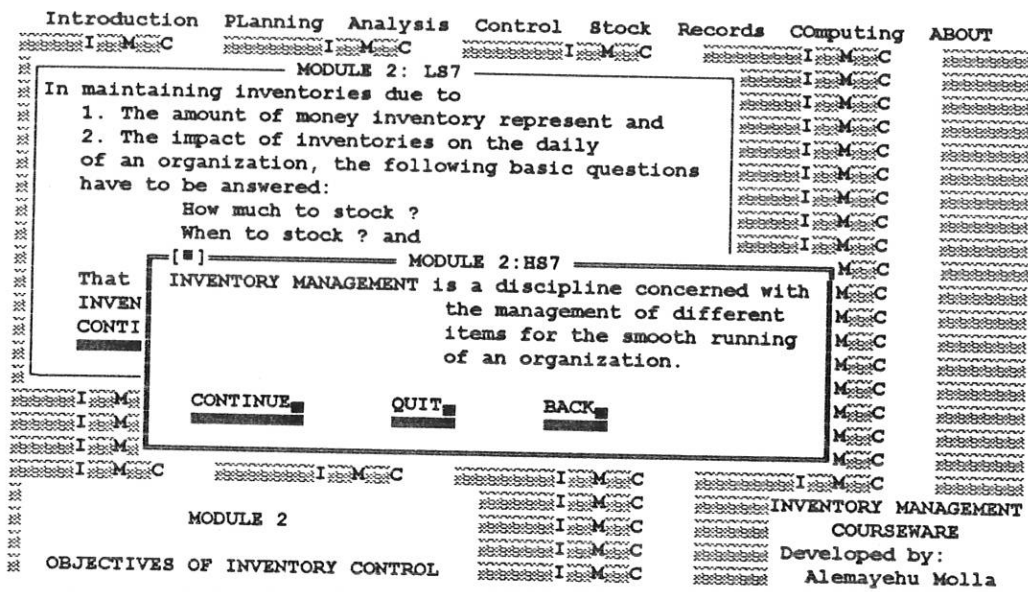 Introduction PLanning Analysis Control Stock Records COmputing ABOUT
I M C I M C I M C I M C
MODULE 2: LS7
I M C
In maintaining inventories due to
I M C
1. The amount of money inventory represent and
I M C
2. The impact of inventories on the daily
I M C
of an organization, the following basic questions
I M C
have to be answered:
I M C
How much to stock ?
I M C
When to stock ? and
I M C
[■] MODULE 2:HS7
I M C
M C
That
INVENTORY MANAGEMENT is a discipline concerned with
M C
INVEN
the management of different
M C
CONTI
items for the smooth running
M C
of an organization.
M C
M C
I M
CONTINUE QUIT BACK
M C
I M
M C
I M
M C
I M C I M C I M C I M C
I M C
INVENTORY MANAGEMENT
MODULE 2
I M C
COURSEWARE
I M C
Developed by:
OBJECTIVES OF INVENTORY CONTROL
I M C
Alemayehu Molla